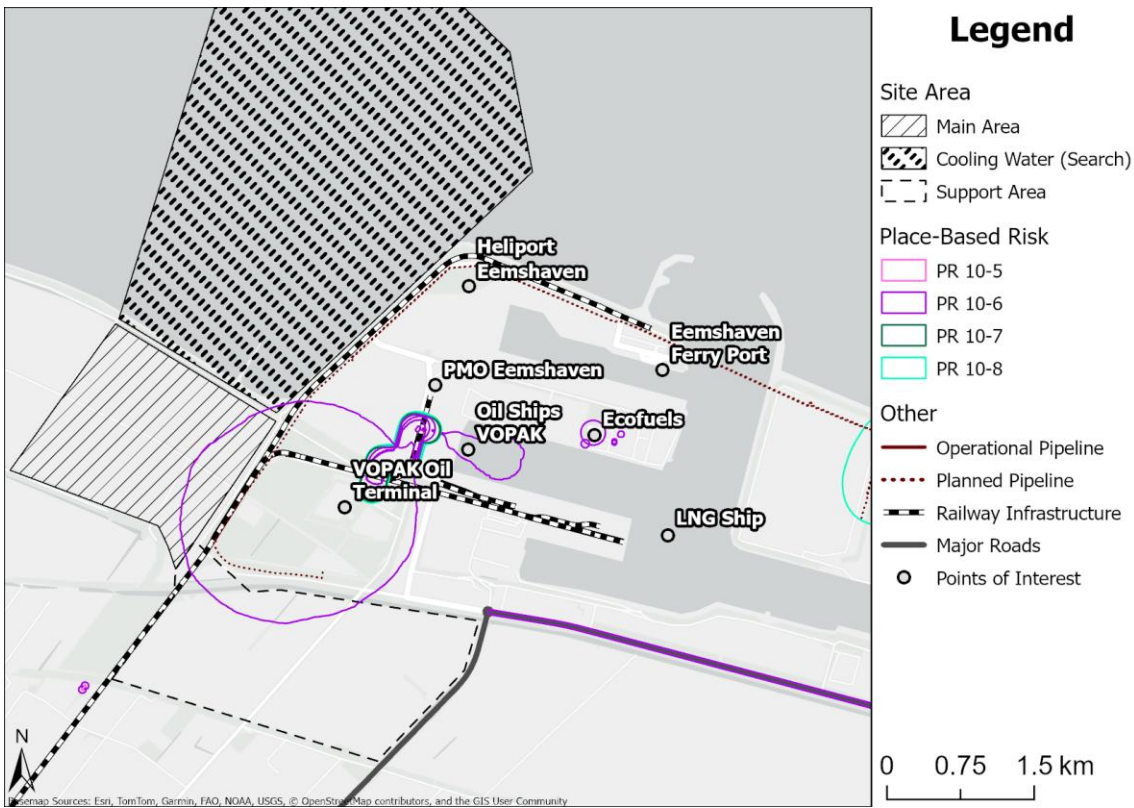 Heliport
Eemshaven
Eemshaven
Ferry Port
PMO Eemshaven
Oil Ships
VOPAK
Ecofuels
VOPAK Oil
Terminal
LNG Ship
N
Basemap Sources: Esri, TomTom, Garmin, FAO, NOAA, USGS, © OpenStreetMap contributors, and the GIS User Community
Legend
Site Area
Main Area
Cooling Water (Search)
Support Area
Place-Based Risk
PR 10-5
PR 10-6
PR 10-7
PR 10-8
Other
Operational Pipeline
Planned Pipeline
Railway Infrastructure
Major Roads
Points of Interest
0 0.75 1.5 km